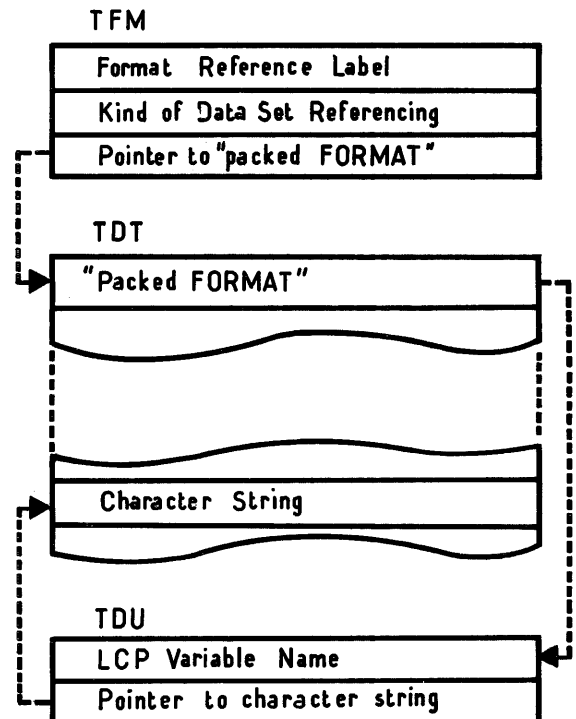 TFM
Format Reference Label
Kind of Data Set Referencing
Pointer to "packed FORMAT"
TDT
"Packed FORMAT"
Character String
TDU
LCP Variable Name
Pointer to character string